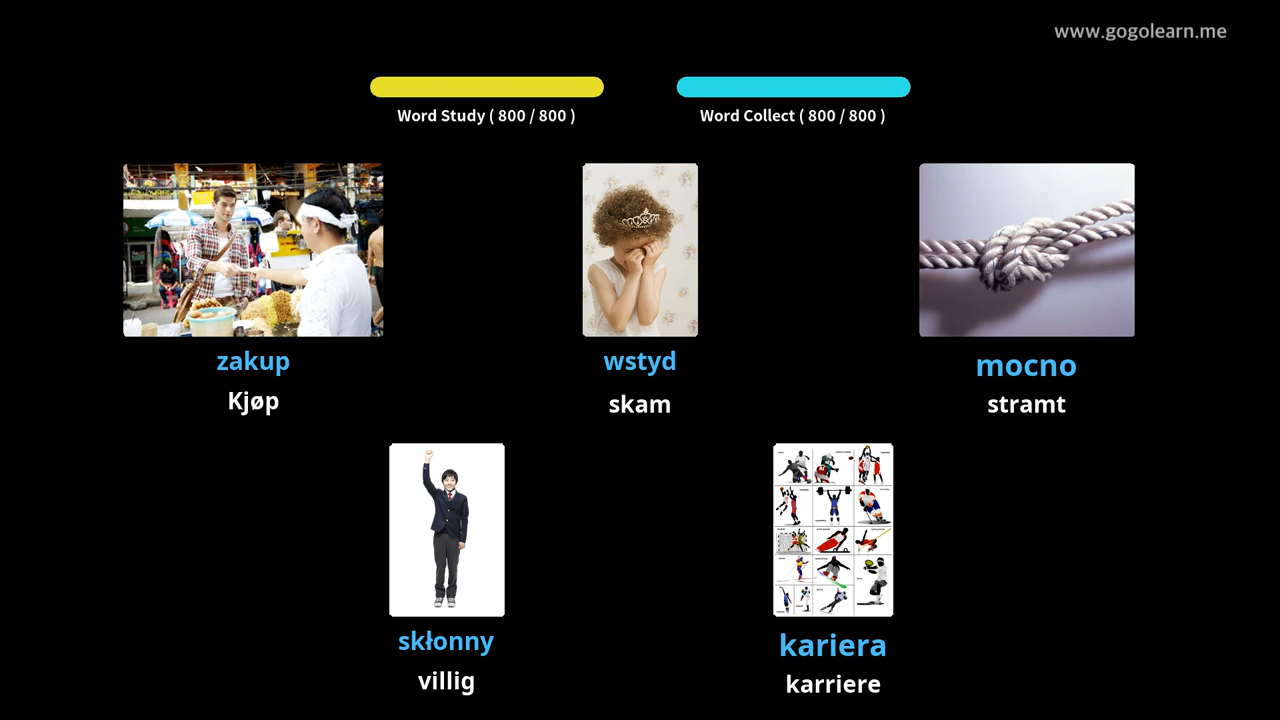 www.gogolearn.me
Word Study ( 800 / 800 )
Word Collect ( 800 / 800 )
zakup
Kjøp
wstyd
skam
mocno
stramt
skłonny
villig
kariera
karriere